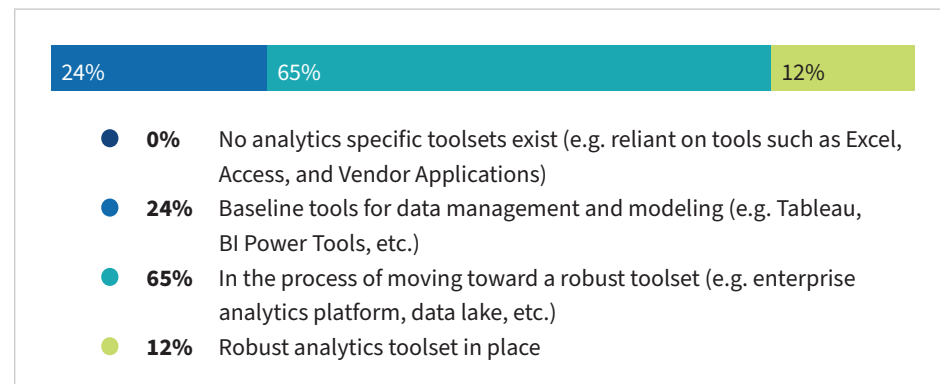 24% 65% 12%
0% No analytics specific toolsets exist (e.g. reliant on tools such as Excel,
Access, and Vendor Applications)
24% Baseline tools for data management and modeling (e.g. Tableau,
BI Power Tools, etc.)
65% In the process of moving toward a robust toolset (e.g. enterprise
analytics platform, data lake, etc.)
12% Robust analytics toolset in place